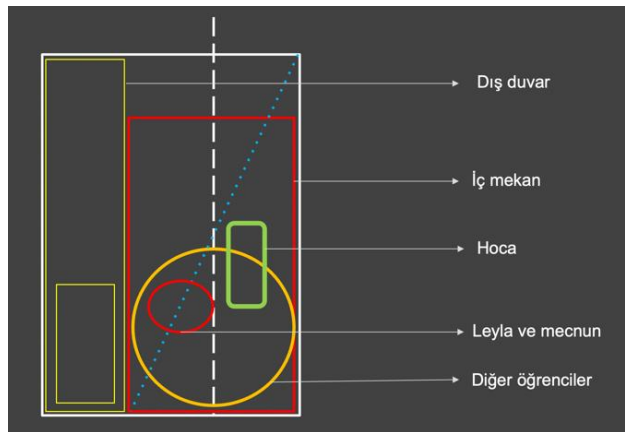 Dış duvar
İç mekan
Hoca
Leyla ve mecnun
Diğer öğrenciler